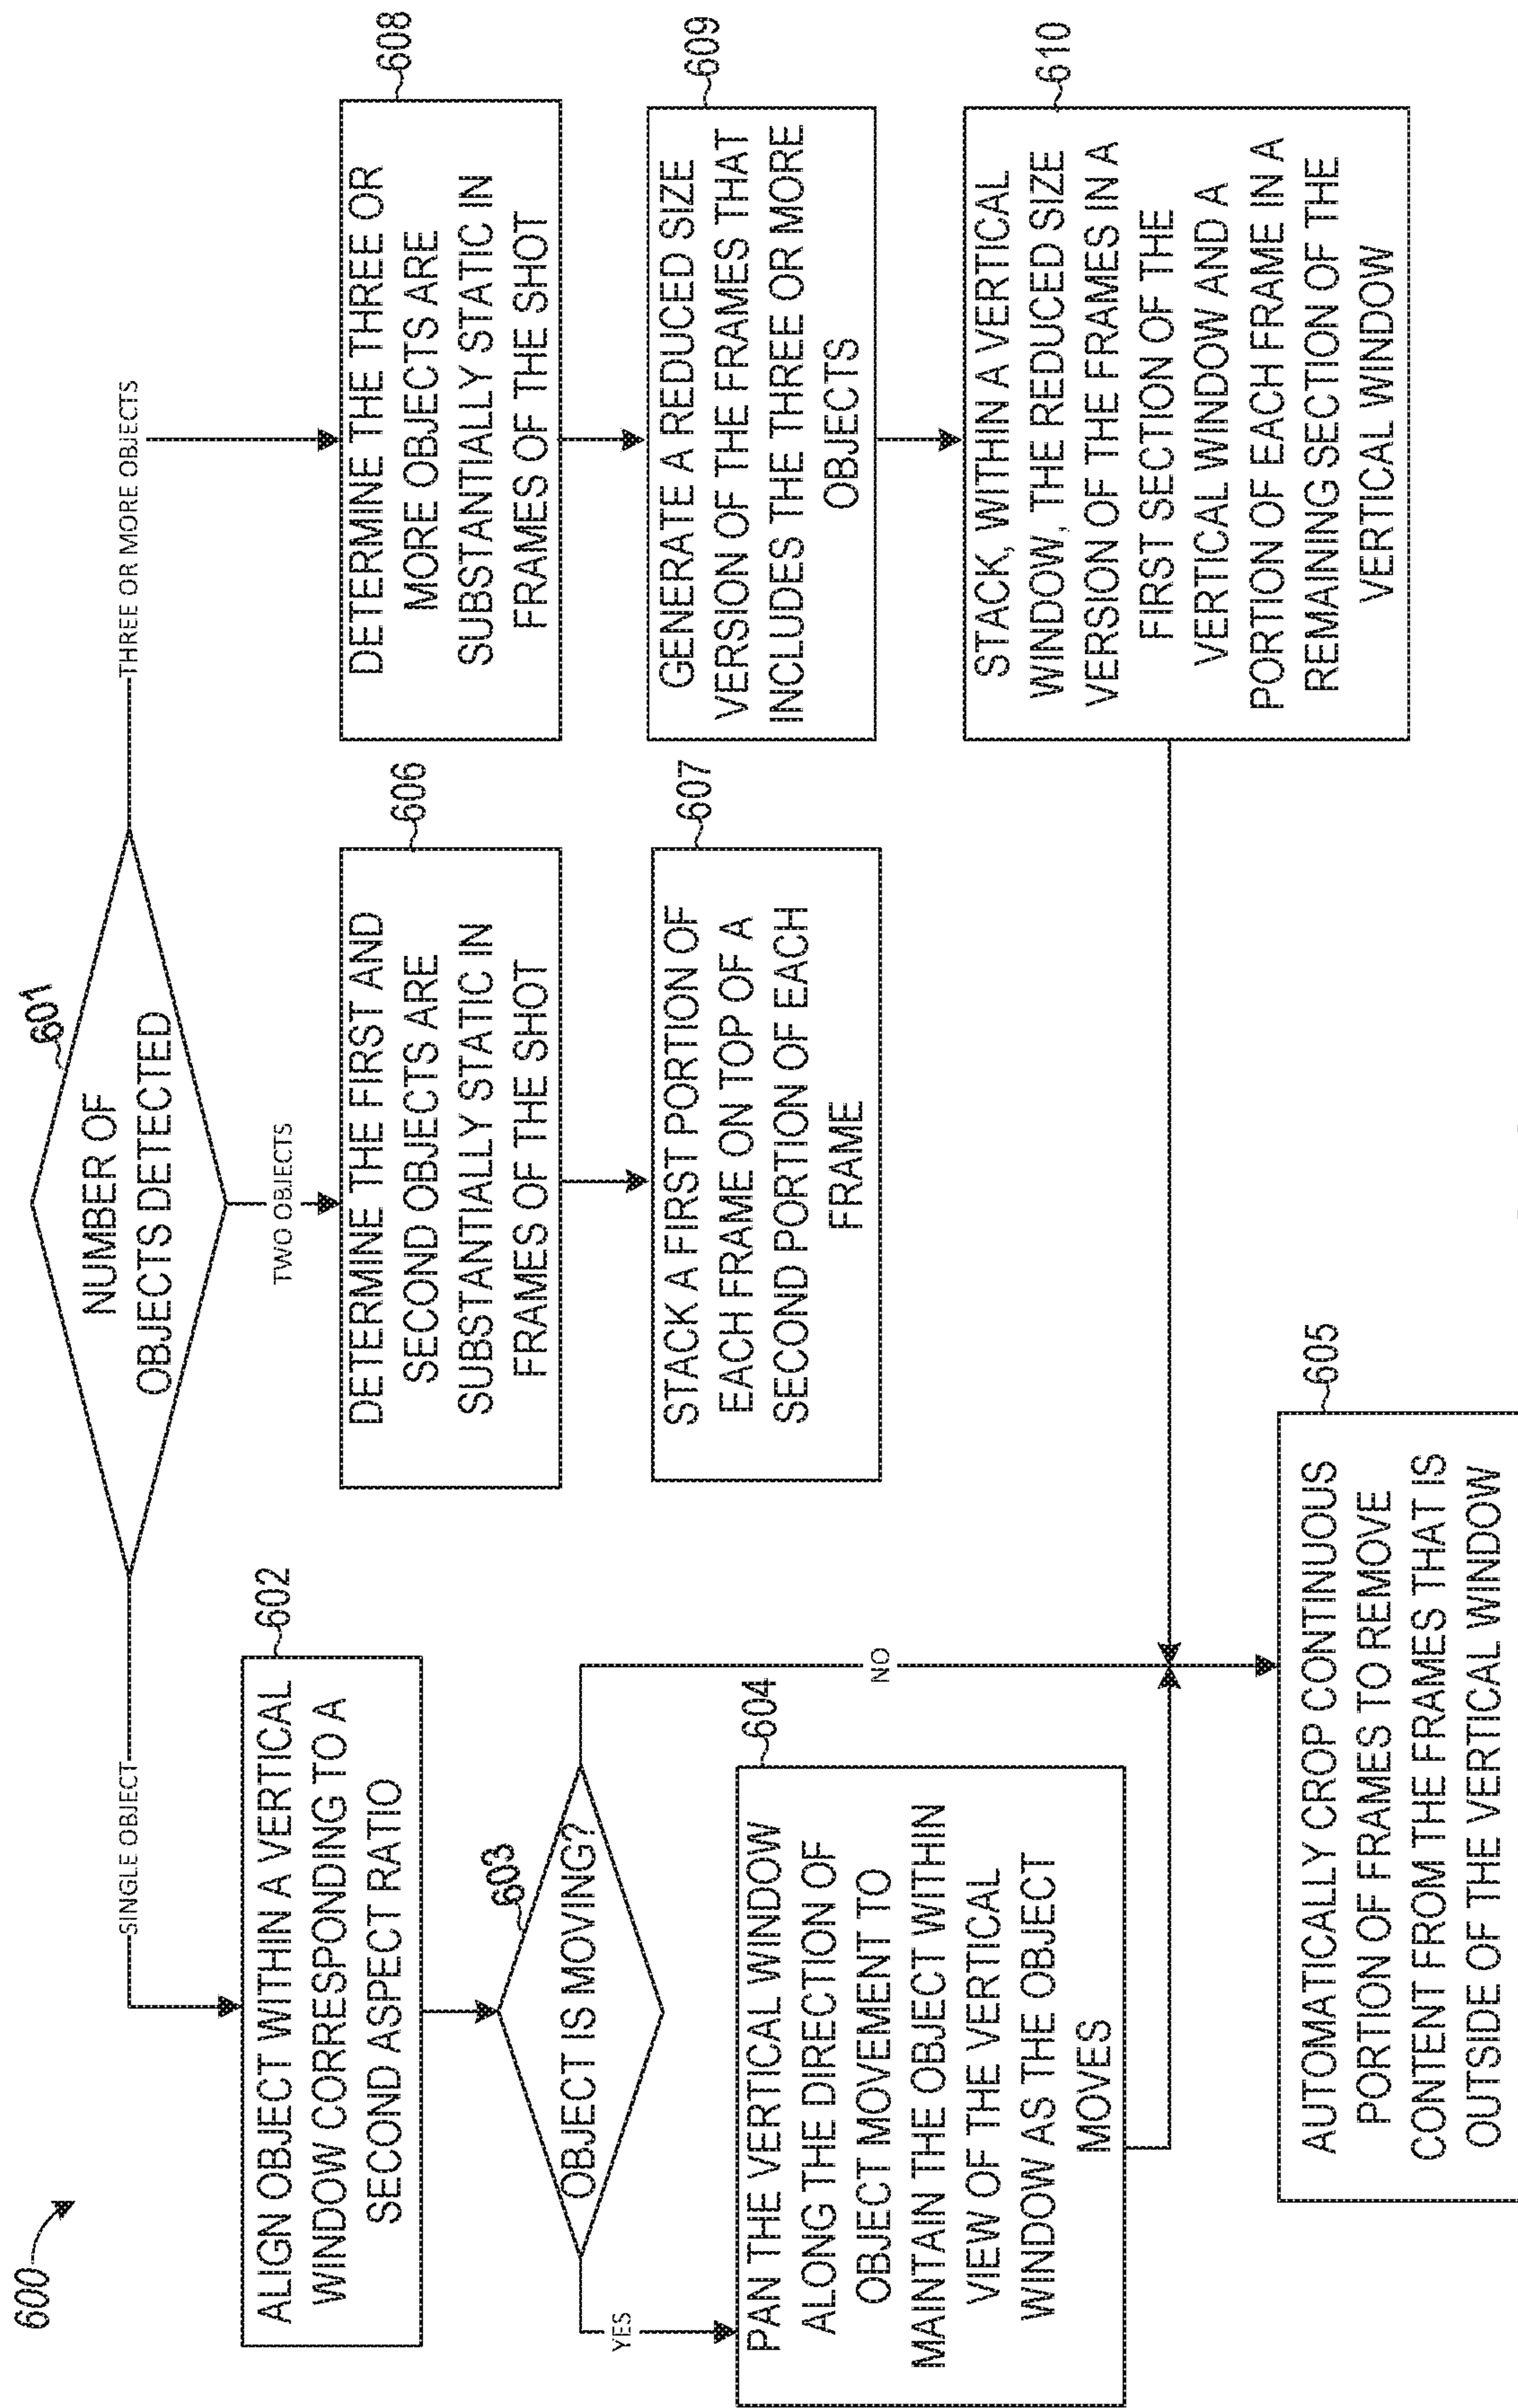 600
601
NUMBER OF
OBJECTS DETECTED
SINGLE OBJECT
TWO OBJECTS
THREE OR MORE OBJECTS
602
ALIGN OBJECT WITHIN A VERTICAL
WINDOW CORRESPONDING TO A
SECOND ASPECT RATIO
603
OBJECT IS MOVING?
YES
NO
604
PAN THE VERTICAL WINDOW
ALONG THE DIRECTION OF
OBJECT MOVEMENT TO
MAINTAIN THE OBJECT WITHIN
VIEW OF THE VERTICAL
WINDOW AS THE OBJECT
MOVES
605
AUTOMATICALLY CROP CONTINUOUS
PORTION OF FRAMES TO REMOVE
CONTENT FROM THE FRAMES THAT IS
OUTSIDE OF THE VERTICAL WINDOW
606
DETERMINE THE FIRST AND
SECOND OBJECTS ARE
SUBSTANTIALLY STATIC IN
FRAMES OF THE SHOT
607
STACK A FIRST PORTION OF
EACH FRAME ON TOP OF A
SECOND PORTION OF EACH
FRAME
608
DETERMINE THE THREE OR
MORE OBJECTS ARE
SUBSTANTIALLY STATIC IN
FRAMES OF THE SHOT
609
GENERATE A REDUCED SIZE
VERSION OF THE FRAMES THAT
INCLUDES THE THREE OR MORE
OBJECTS
610
STACK, WITHIN A VERTICAL
WINDOW, THE REDUCED SIZE
VERSION OF THE FRAMES IN A
FIRST SECTION OF THE
VERTICAL WINDOW AND A
PORTION OF EACH FRAME IN A
REMAINING SECTION OF THE
VERTICAL WINDOW